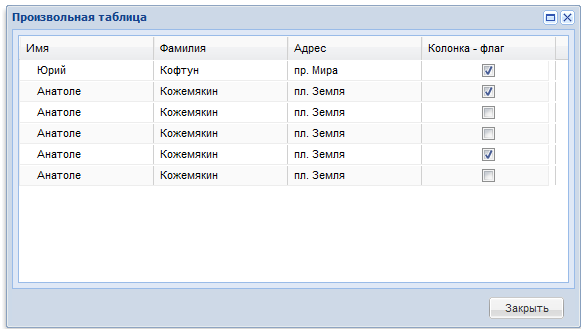 Произвольная таблица
Имя Фамилия Адрес Колонка - флаг
Юрий Кофтун пр. Мира
Анатоле Кожемякин пл. Земля
Анатоле Кожемякин пл. Земля
Анатоле Кожемякин пл. Земля
Анатоле Кожемякин пл. Земля
Анатоле Кожемякин пл. Земля
Закрыть